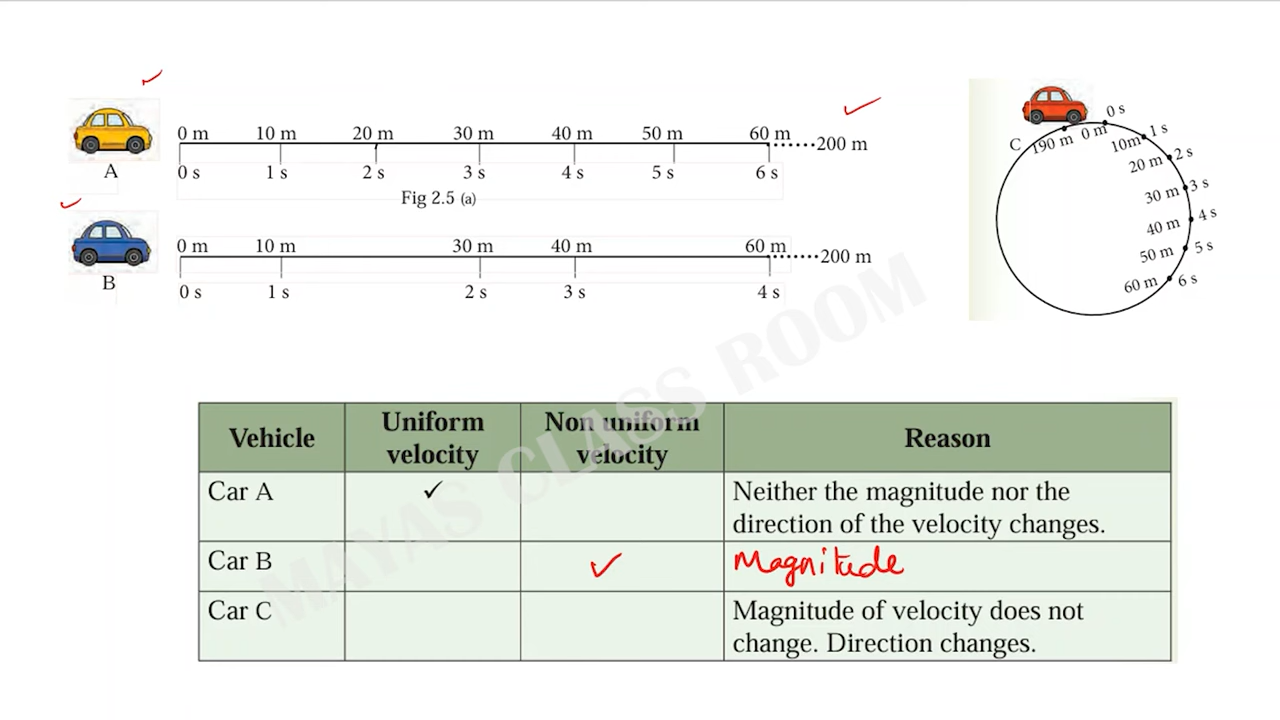 0 m 10 m 20 m 30 m 40 m 50 m 60 m
200 m
0 s 1 s 2 s 3 s 4 s 5 s 6 s
A
Fig 2.5 (a)
0 m 10 m 30 m 40 m 60 m
200 m
0 s 1 s 2 s 3 s 4 s
B
C 190 m 0 m 0 s
10m 1 s
20 m 2 s
30 m 3 s
40 m 4 s
50 m 5 s
60 m 6 s
MAYAS CLASS ROOM
Vehicle
Uniform
velocity
Non uniform
velocity
Reason
Car A ✓
Neither the magnitude nor the
direction of the velocity changes.
Car B ✓ Magnitude
Car C
Magnitude of velocity does not
change. Direction changes.